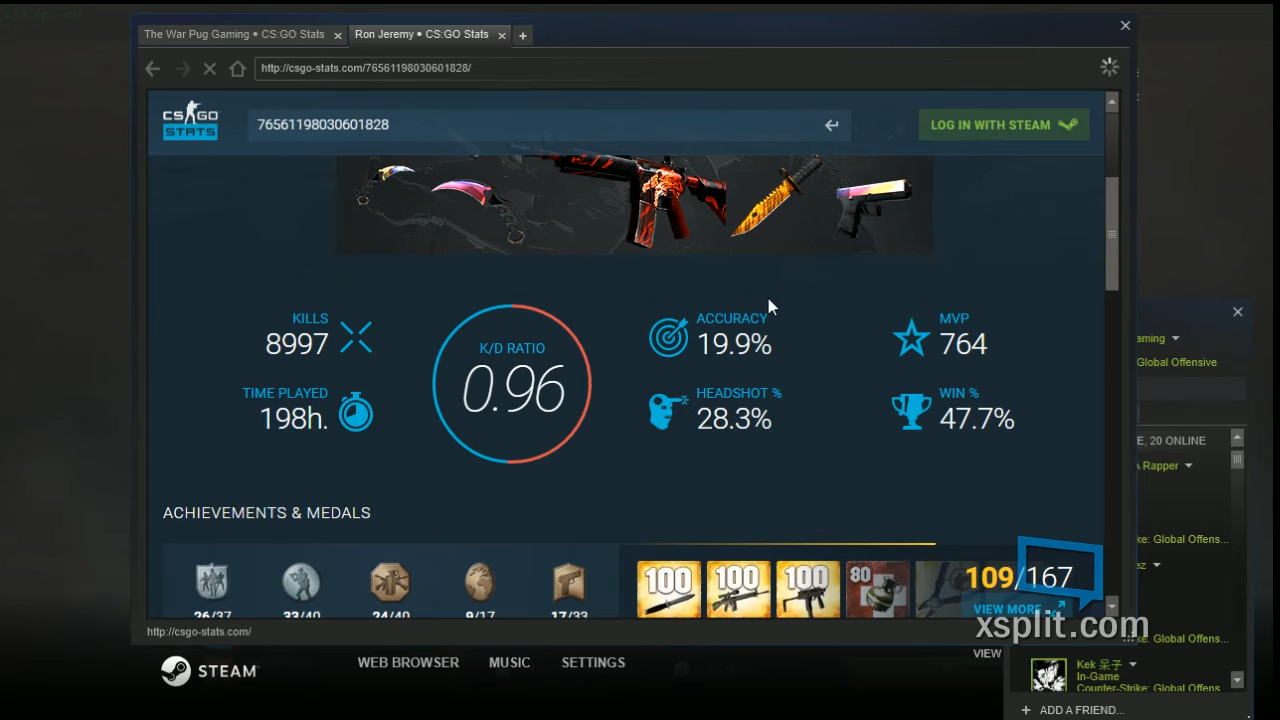 The War Pug Gaming • CS:GO Stats x
Ron Jeremy • CS:GO Stats x
+
http://csgo-stats.com/76561198030601828/
CS GO
STATS
76561198030601828
LOG IN WITH STEAM
KILLS
8997
TIME PLAYED
198h.
K/D RATIO
0.96
ACCURACY
19.9%
HEADSHOT %
28.3%
MVP
764
WIN %
47.7%
ACHIEVEMENTS & MEDALS
26/37
33/40
24/40
9/17
17/33
100
100
100
80
109/167
VIEW MORE
xsplit.com
http://csgo-stats.com/
STEAM
WEB BROWSER
MUSIC
SETTINGS
VIEW
aming
Global Offensive
E, 20 ONLINE
A Rapper
ke: Global Offens...
ez
ke: Global Offens...
Kek 呆子
In-Game
Counter-Strike: Global Offens
+ ADD A FRIEND...